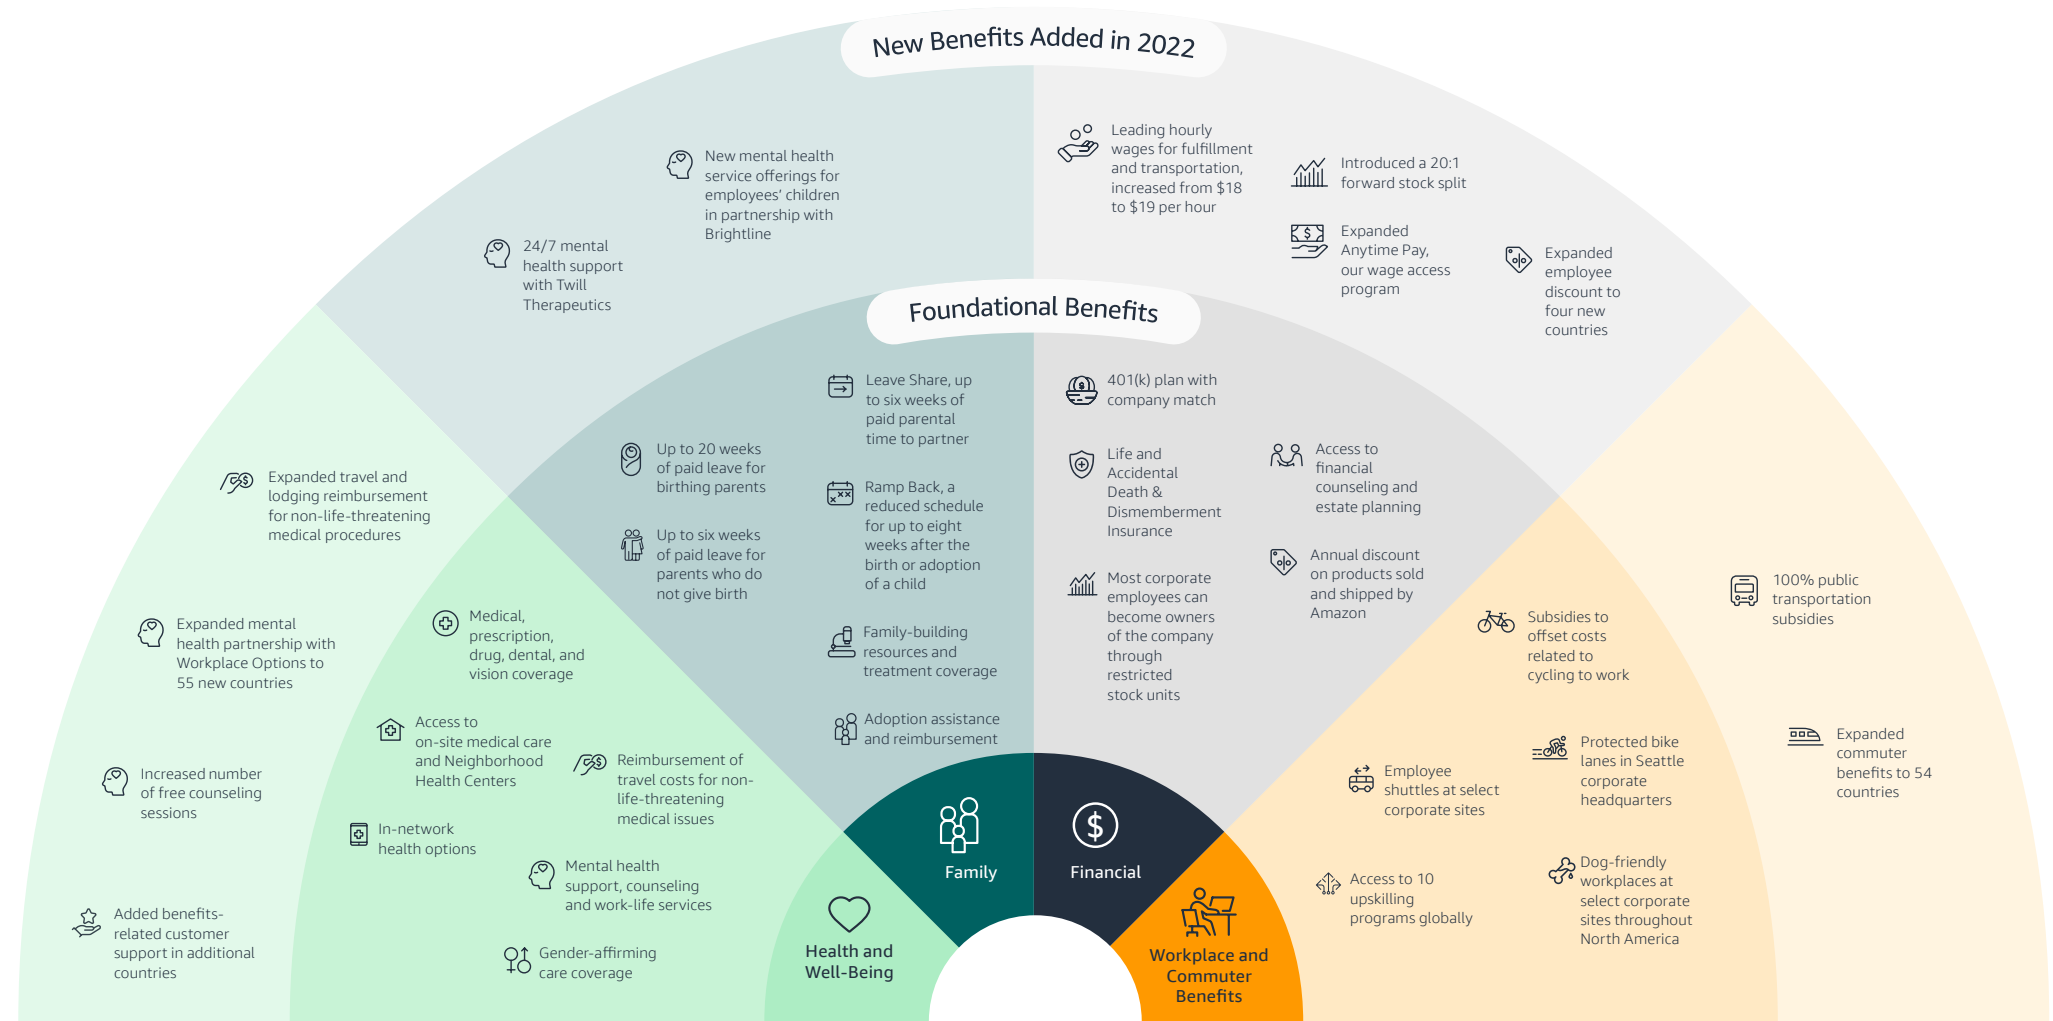 New Benefits Added in 2022
New mental health
service offerings for
employees' children
in partnership with
Brightline
24/7 mental
health support
with Twill
Therapeutics
Leading hourly
wages for fulfillment
and transportation,
increased from $18
to $19 per hour
Introduced a 20:1
forward stock split
Expanded
Anytime Pay,
our wage access
program
Expanded
employee
discount to
four new
countries
Foundational Benefits
Leave Share, up
to six weeks of
paid parental
time to partner
Up to 20 weeks
of paid leave for
birthing parents
Ramp Back, a
reduced schedule
for up to eight
weeks after the
birth or adoption
of a child
Up to six weeks
of paid leave for
parents who do
not give birth
Family-building
resources and
treatment coverage
Adoption assistance
and reimbursement
401(k) plan with
company match
Life and
Accidental
Death &
Dismemberment
Insurance
Most corporate
employees can
become owners
of the company
through
restricted
stock units
Access to
financial
counseling and
estate planning
Annual discount
on products sold
and shipped by
Amazon
Expanded travel and
lodging reimbursement
for non-life-threatening
medical procedures
Expanded mental
health partnership with
Workplace Options to
55 new countries
Increased number
of free counseling
sessions
Added benefits-
related customer
support in additional
countries
Medical,
prescription,
drug, dental, and
vision coverage
Access to
on-site medical care
and Neighborhood
Health Centers
Reimbursement of
travel costs for non-
life-threatening
medical issues
In-network
health options
Mental health
support, counseling
and work-life services
Gender-affirming
care coverage
Subsidies to
offset costs
related to
cycling to work
Protected bike
lanes in Seattle
corporate
headquarters
Employee
shuttles at select
corporate sites
Access to 10
upskilling
programs globally
Dog-friendly
workplaces at
select corporate
sites throughout
North America
100% public
transportation
subsidies
Expanded
commuter
benefits to 54
countries
Health and
Well-Being
Family
$
Financial
Workplace and
Commuter
Benefits